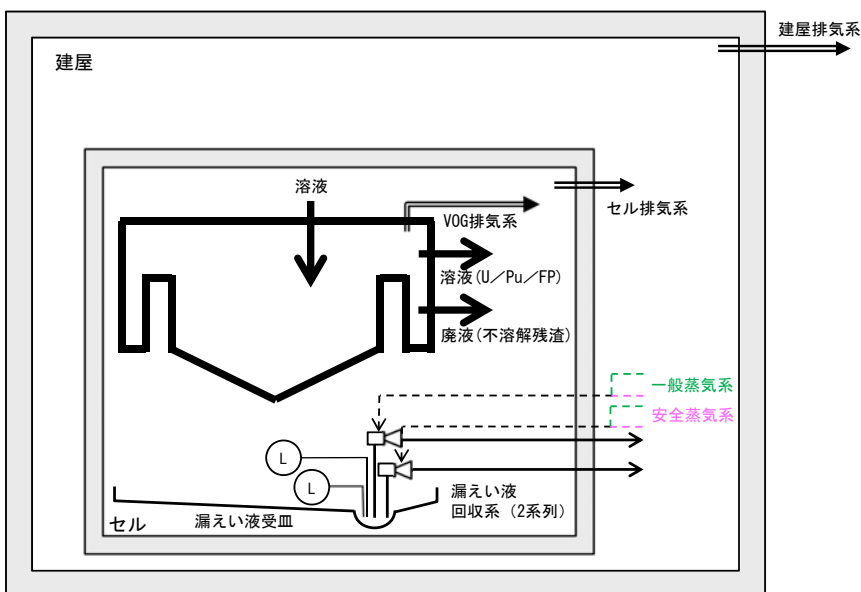 建屋排気系
建屋
溶液
VOG排気系
セル排気系
溶液(U／Pu／FP)
廃液(不溶解残渣)
一般蒸気系
安全蒸気系
L
L
漏えい液
回収系（2系列）
漏えい液受皿
セル